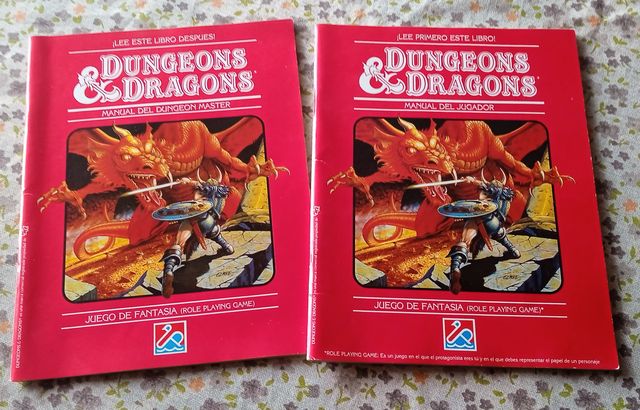 ¡LEE ESTE LIBRO DESPUES!
DUNGEONS
& DRAGONS
MANUAL DEL DUNGEON MASTER
JUEGO DE FANTASIA (ROLE PLAYING GAME)
¡LEE PRIMERO ESTE LIBRO!
DUNGEONS
& DRAGONS
MANUAL DEL JUGADOR
JUEGO DE FANTASIA (ROLE PLAYING GAME)*
*ROLE PLAYING GAME: Es un juego en el que el protagonista eres tú y en el que debes representar el papel de un personaje